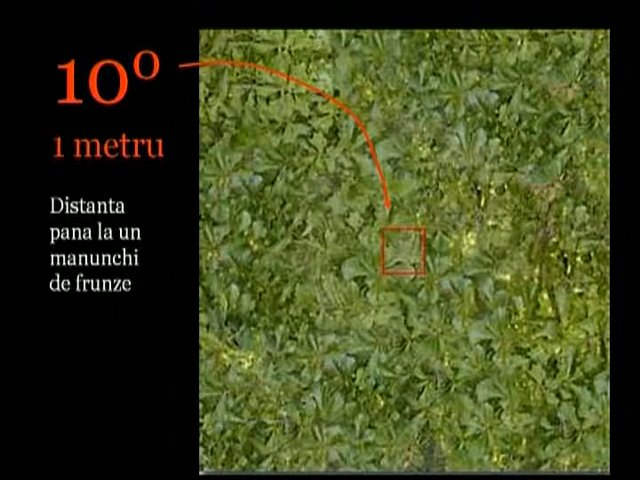 10⁰
1 metru
Distanta
pana la un
manunchi
de frunze